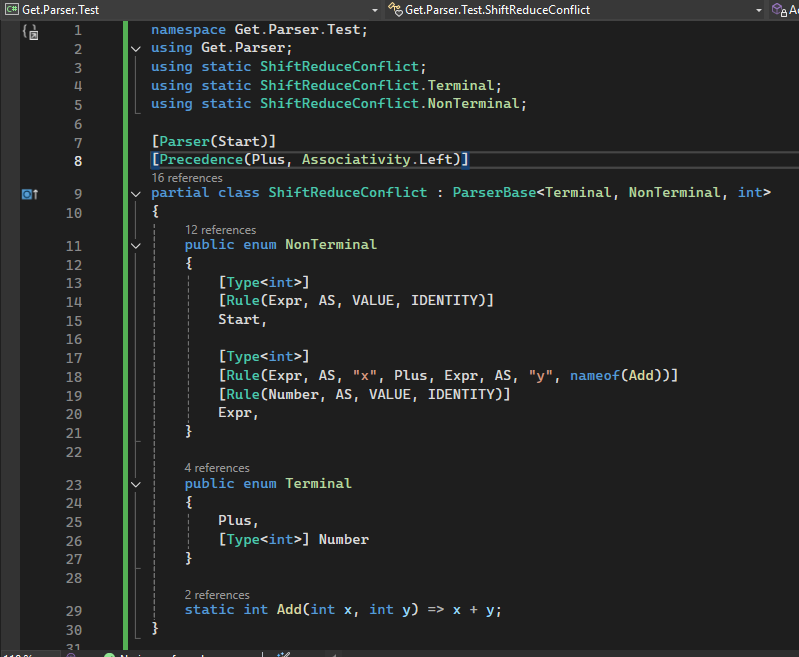 C# Get.Parser.Test Get.Parser.Test.ShiftReduceConflict
1 namespace Get.Parser.Test;
2 using Get.Parser;
3 using static ShiftReduceConflict;
4 using static ShiftReduceConflict.Terminal;
5 using static ShiftReduceConflict.NonTerminal;
6
7 [Parser(Start)]
8 [Precedence(Plus, Associativity.Left)]
16 references
9 partial class ShiftReduceConflict : ParserBase<Terminal, NonTerminal, int>
10 {
12 references
11 public enum NonTerminal
12 {
13 [Type<int>]
14 [Rule(Expr, AS, VALUE, IDENTITY)]
15 Start,
16
17 [Type<int>]
18 [Rule(Expr, AS, "x", Plus, Expr, AS, "y", nameof(Add))]
19 [Rule(Number, AS, VALUE, IDENTITY)]
20 Expr,
21 }
22
4 references
23 public enum Terminal
24 {
25 Plus,
26 [Type<int>] Number
27 }
28
2 references
29 static int Add(int x, int y) => x + y;
30 }
31